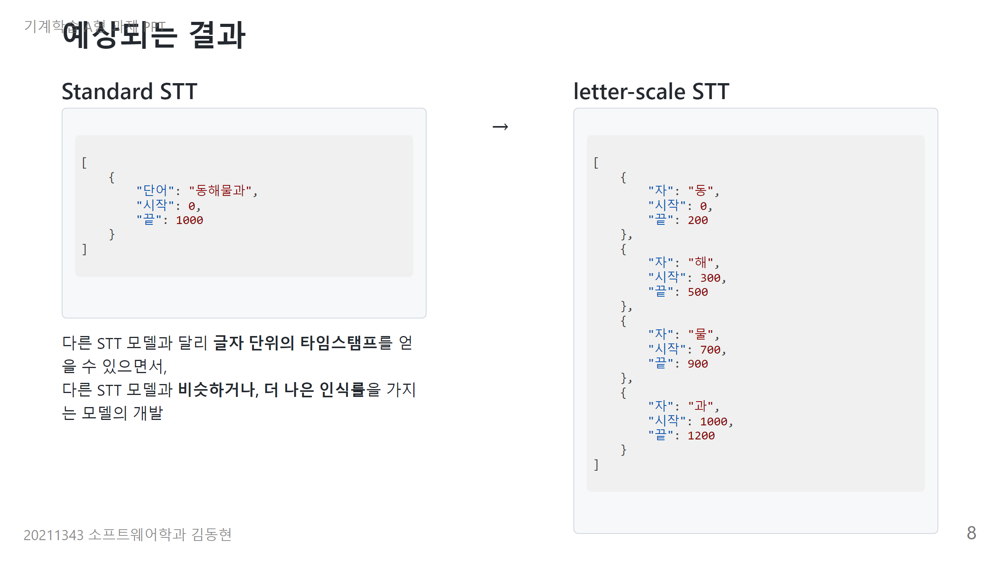 기계학습 A형 과제 PPT
예상되는 결과
Standard STT
[
{
"단어": "동해물과",
"시작": 0,
"끝": 1000
}
]
다른 STT 모델과 달리 글자 단위의 타임스탬프를 얻
을 수 있으면서,
다른 STT 모델과 비슷하거나, 더 나은 인식률을 가지
는 모델의 개발
→
letter-scale STT
[
{
"자": "동",
"시작": 0,
"끝": 200
},
{
"자": "해",
"시작": 300,
"끝": 500
},
{
"자": "물",
"시작": 700,
"끝": 900
},
{
"자": "과",
"시작": 1000,
"끝": 1200
}
]
20211343 소프트웨어학과 김동현
8